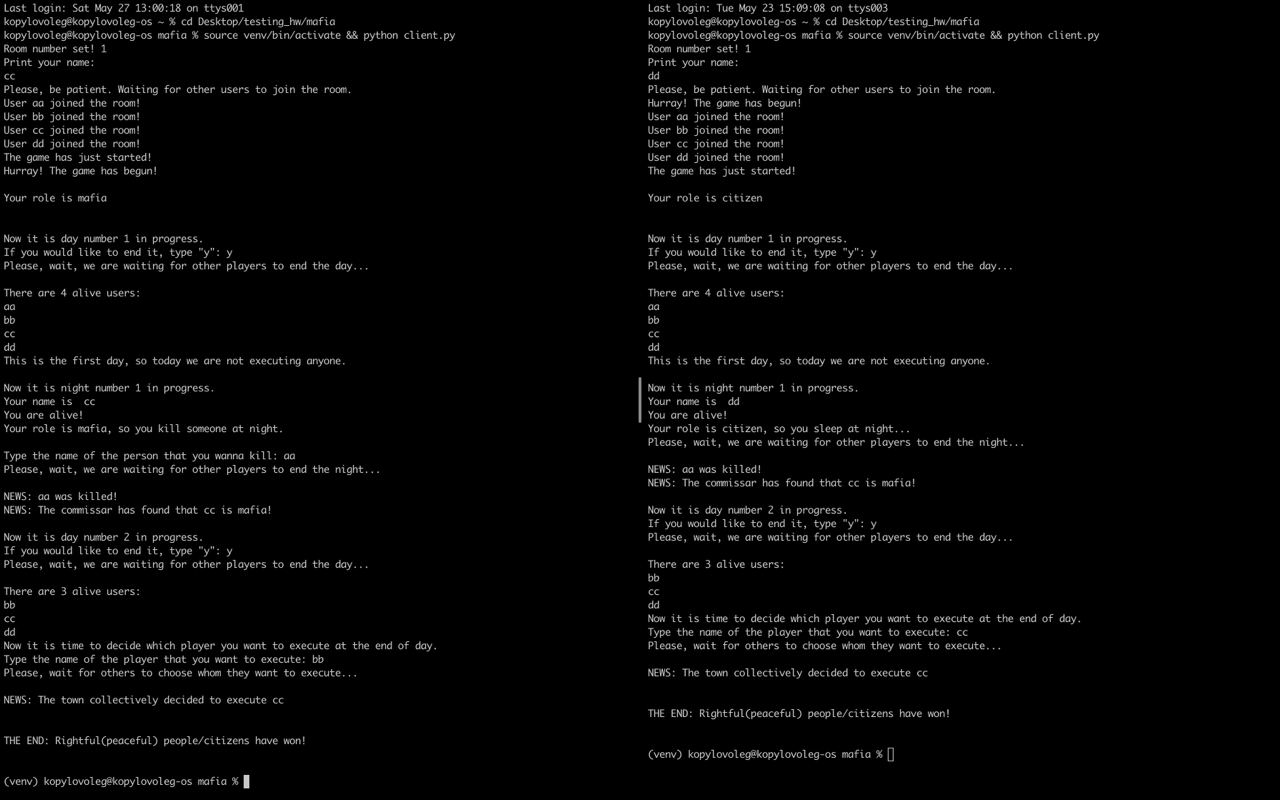 Last login: Sat May 27 13:00:18 on ttys001
kopylovoleg@kopylovoleg-os ~ % cd Desktop/testing_hw/mafia
kopylovoleg@kopylovoleg-os mafia % source venv/bin/activate && python client.py
Room number set! 1
Print your name:
cc
Please, be patient. Waiting for other users to join the room.
User aa joined the room!
User bb joined the room!
User cc joined the room!
User dd joined the room!
The game has just started!
Hurray! The game has begun!
Your role is mafia
Now it is day number 1 in progress.
If you would like to end it, type "y": y
Please, wait, we are waiting for other players to end the day...
There are 4 alive users:
aa
bb
cc
dd
This is the first day, so today we are not executing anyone.
Now it is night number 1 in progress.
Your name is  cc
You are alive!
Your role is mafia, so you kill someone at night.
Type the name of the person that you wanna kill: aa
Please, wait, we are waiting for other players to end the night...
NEWS: aa was killed!
NEWS: The commissar has found that cc is mafia!
Now it is day number 2 in progress.
If you would like to end it, type "y": y
Please, wait, we are waiting for other players to end the day...
There are 3 alive users:
bb
cc
dd
Now it is time to decide which player you want to execute at the end of day.
Type the name of the player that you want to execute: bb
Please, wait for others to choose whom they want to execute...
NEWS: The town collectively decided to execute cc
THE END: Rightful(peaceful) people/citizens have won!
(venv) kopylovoleg@kopylovoleg-os mafia %
Last login: Tue May 23 15:09:08 on ttys003
kopylovoleg@kopylovoleg-os ~ % cd Desktop/testing_hw/mafia
kopylovoleg@kopylovoleg-os mafia % source venv/bin/activate && python client.py
Room number set! 1
Print your name:
dd
Please, be patient. Waiting for other users to join the room.
Hurray! The game has begun!
User aa joined the room!
User bb joined the room!
User cc joined the room!
User dd joined the room!
The game has just started!
Your role is citizen
Now it is day number 1 in progress.
If you would like to end it, type "y": y
Please, wait, we are waiting for other players to end the day...
There are 4 alive users:
aa
bb
cc
dd
This is the first day, so today we are not executing anyone.
Now it is night number 1 in progress.
Your name is  dd
You are alive!
Your role is citizen, so you sleep at night...
Please, wait, we are waiting for other players to end the night...
NEWS: aa was killed!
NEWS: The commissar has found that cc is mafia!
Now it is day number 2 in progress.
If you would like to end it, type "y": y
Please, wait, we are waiting for other players to end the day...
There are 3 alive users:
bb
cc
dd
Now it is time to decide which player you want to execute at the end of day.
Type the name of the player that you want to execute: cc
Please, wait for others to choose whom they want to execute...
NEWS: The town collectively decided to execute cc
THE END: Rightful(peaceful) people/citizens have won!
(venv) kopylovoleg@kopylovoleg-os mafia %